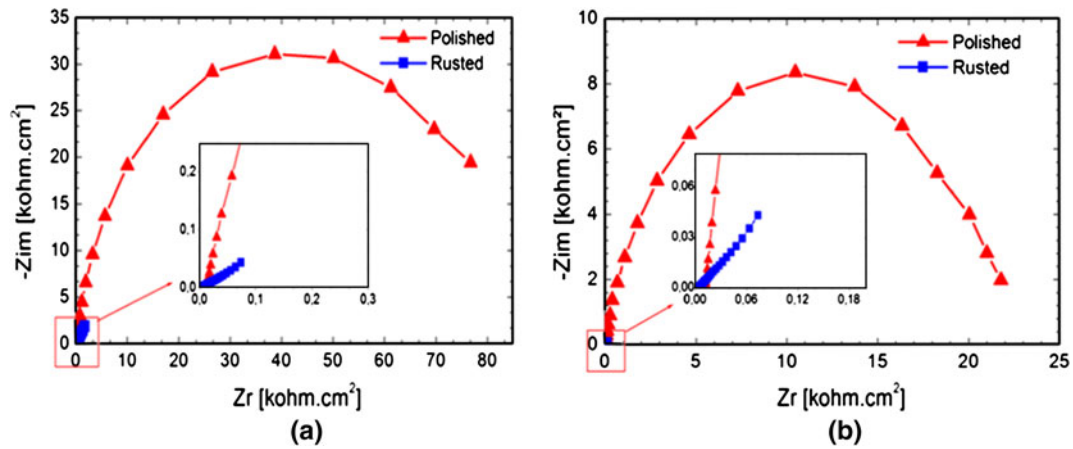 35
30
25
20
15
10
5
0
-Zim [kohm.cm²]
Polished
Rusted
0.2
0.1
0.0
0.0 0.1 0.2 0.3
0 10 20 30 40 50 60 70 80
Zr [kohm.cm²]
(a)
10
8
6
4
2
0
-Zim [kohm.cm²]
Polished
Rusted
0.06
0.03
0.00
0.00 0.06 0.12 0.18
0 5 10 15 20 25
Zr [kohm.cm²]
(b)